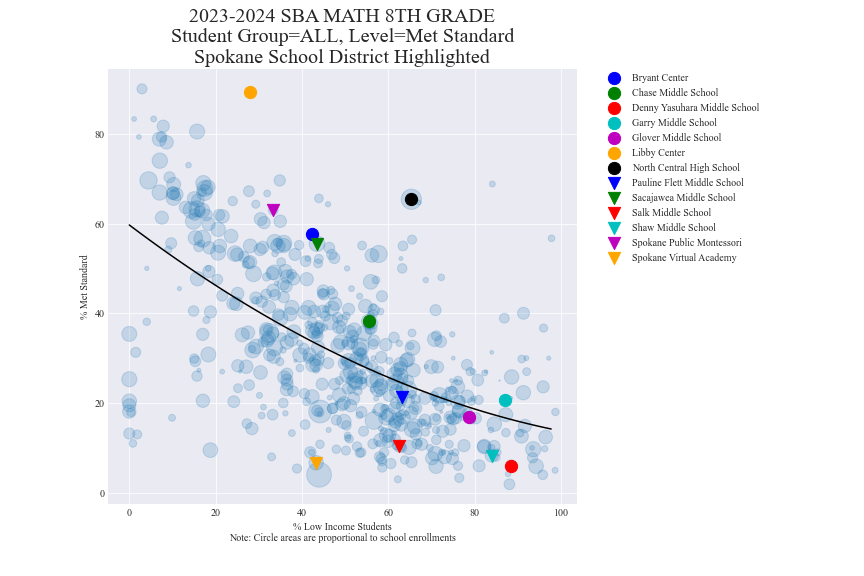 2023-2024 SBA MATH 8TH GRADE
Student Group=ALL, Level=Met Standard
Spokane School District Highlighted
Bryant Center
Chase Middle School
Denny Yasuhara Middle School
Garry Middle School
Glover Middle School
Libby Center
North Central High School
Pauline Flett Middle School
Sacajawea Middle School
Salk Middle School
Shaw Middle School
Spokane Public Montessori
Spokane Virtual Academy
% Met Standard
80
60
40
20
0
0 20 40 60 80 100
% Low Income Students
Note: Circle areas are proportional to school enrollments